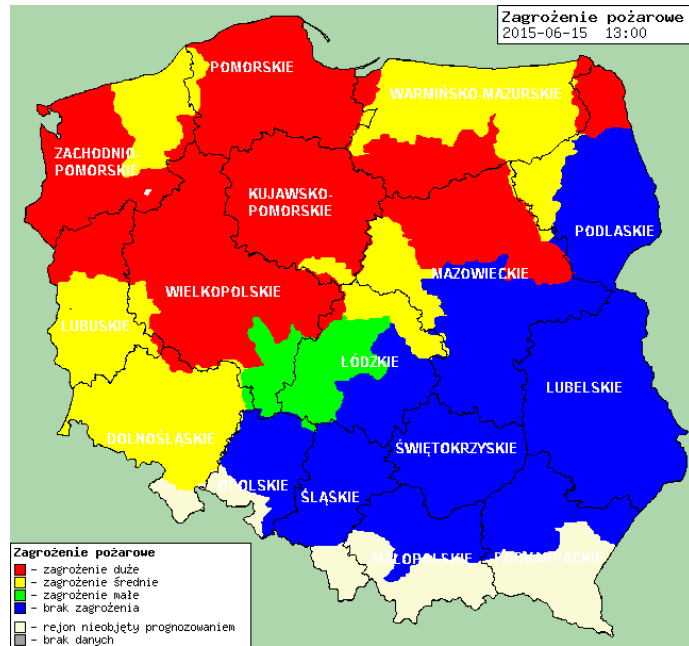 Zagrożenie pożarowe
2015-06-15 13:00
POMORSKIE
WARMIŃSKO-MAZURSKIE
ZACHODNIO-
POMORSKIE
KUJAWSKO-
POMORSKIE
PODLASKIE
MAZOWIECKIE
WIELKOPOLSKIE
LUBUSKIE
ŁÓDZKIE
LUBELSKIE
DOLNOŚLĄSKIE
ŚWIĘTOKRZYSKIE
OPOLSKIE
ŚLĄSKIE
MAŁOPOLSKIE
PODKARPACKIE
Zagrożenie pożarowe
- zagrożenie duże
- zagrożenie średnie
- zagrożenie małe
- brak zagrożenia
- rejon nieobjęty prognozowaniem
- brak danych